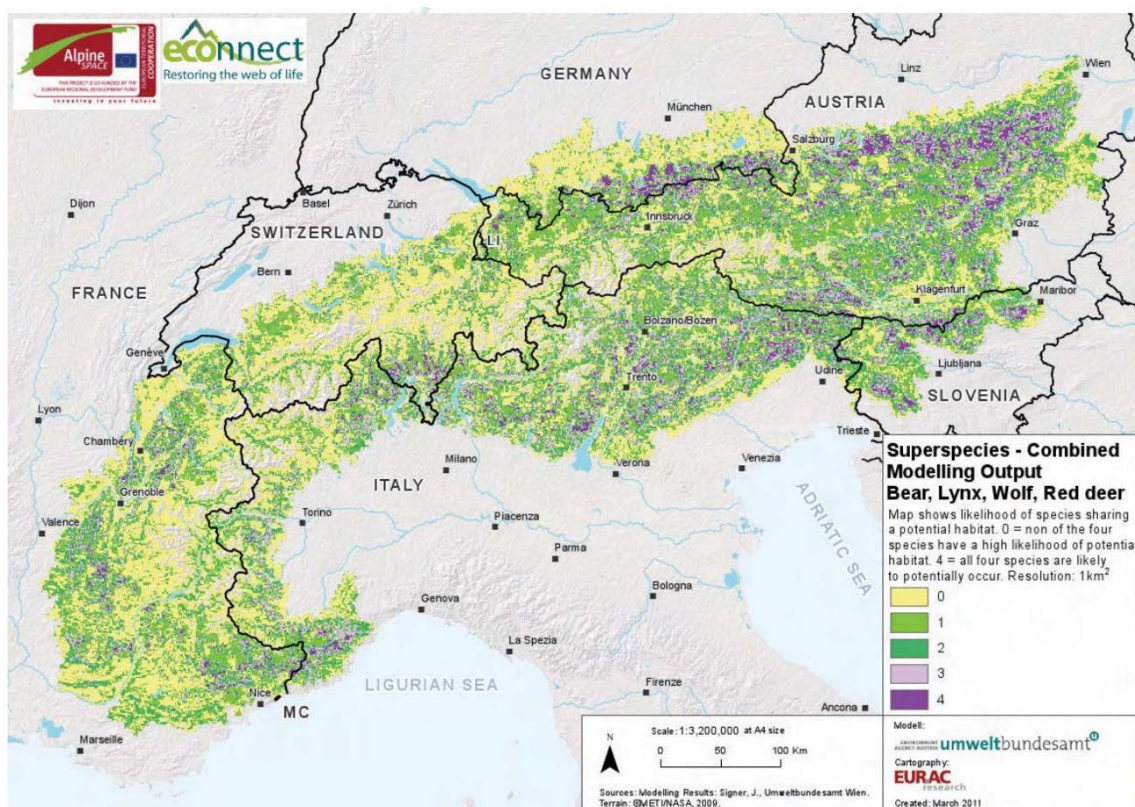 Alpine
SPACE
THIS PROJECT IS CO-FUNDED BY THE
EUROPEAN REGIONAL DEVELOPMENT FUND
investing in your future
EUROPEAN TERRITORIAL
COOPERATION
econnect
Restoring the web of life
GERMANY
Linz
Wien
AUSTRIA
München
Salzburg
Basel
Zürich
Dijon
Innsbruck
SWITZERLAND
LI
Graz
Bern
FRANCE
Klagenfurt
Maribor
Bolzano/Bozen
Genève
Ljubljana
Trento
Udine
SLOVENIA
Lyon
Chambéry
Trieste
Milano
Verona
Venezia
ITALY
Grenoble
Torino
Valence
Piacenza
Parma
ADRIATIC SEA
Bologna
Genova
La Spezia
LIGURIAN SEA
Nice
MC
Firenze
Ancona
Marseille
Superspecies - Combined
Modelling Output
Bear, Lynx, Wolf, Red deer
Map shows likelihood of species sharing
a potential habitat. 0 = non of the four
species have a high likelihood of potentia
habitat. 4 = all four species are likely
to potentially occur. Resolution: 1km²
0
1
2
3
4
N
Scale: 1:3,200,000 at A4 size
0 50 100 Km
Sources: Modelling Results: Signer, J., Umweltbundesamt Wien.
Terrain: ©METI/NASA, 2009.
Modell:
ENVIRONMENT
AGENCY AUSTRIA umweltbundesamt
Cartography:
EURAC
research
Created: March 2011